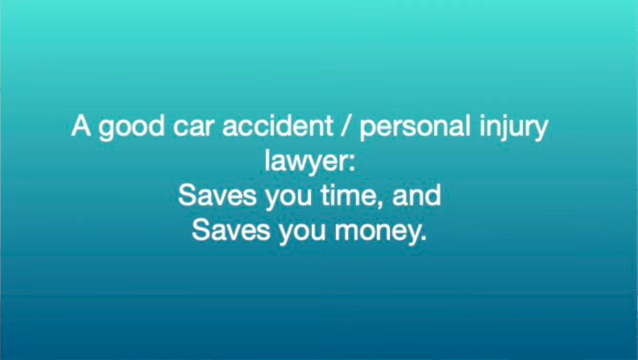 A good car accident / personal injury
lawyer:
Saves you time, and
Saves you money.